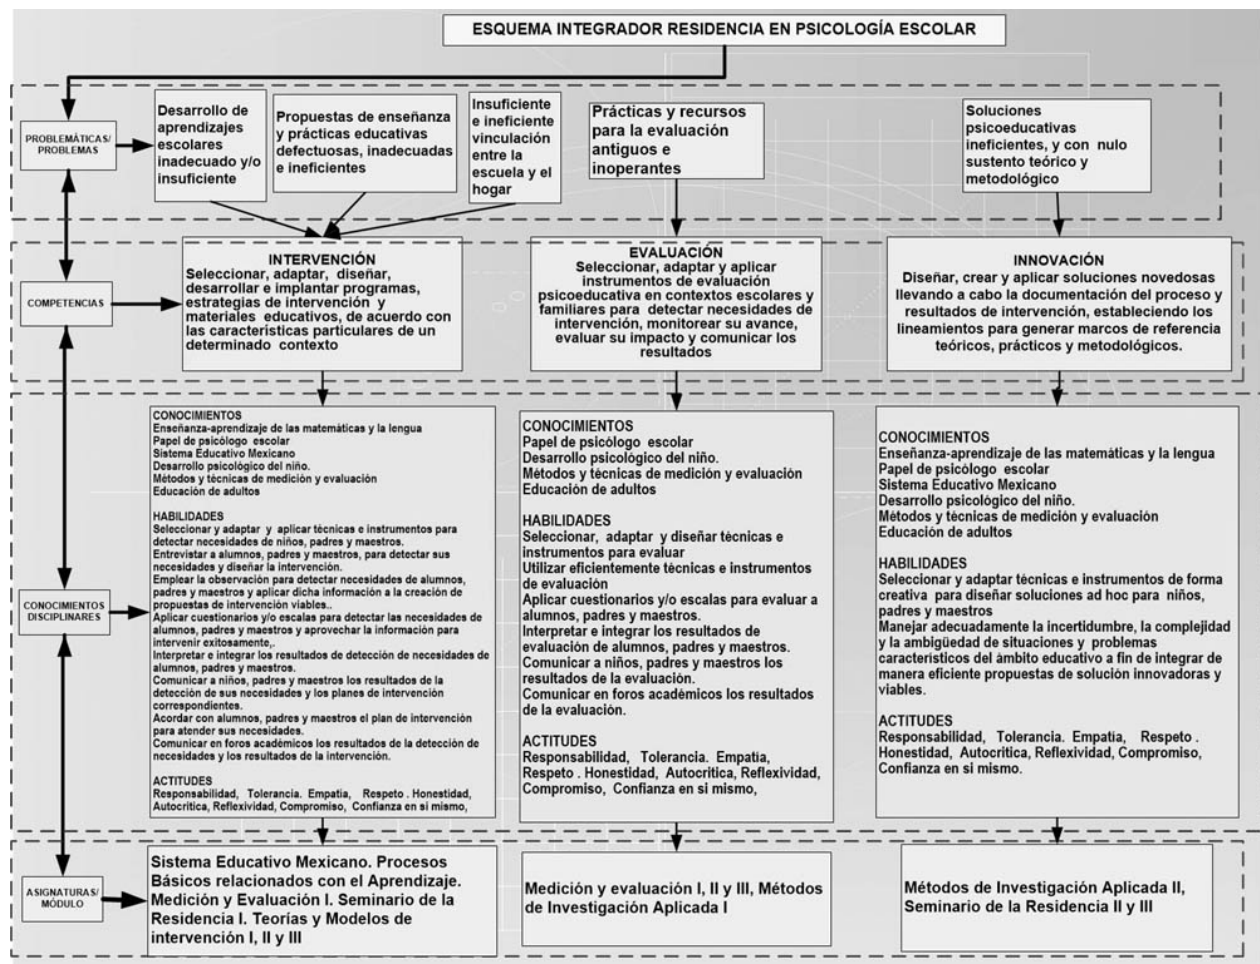 ESQUEMA INTEGRADOR RESIDENCIA EN PSICOLOGÍA ESCOLAR
PROBLEMÁTICAS/
PROBLEMAS
Desarrollo de
aprendizajes
escolares
inadecuado y/o
insuficiente
Propuestas de enseñanza
y prácticas educativas
defectuosas, inadecuadas
e ineficientes
Insuficiente
e ineficiente
vinculación
entre la
escuela y el
hogar
Prácticas y recursos
para la evaluación
antiguos e
inoperantes
Soluciones
psicoeducativas
ineficientes, y con nulo
sustento teórico y
metodológico
COMPETENCIAS
INTERVENCIÓN
Seleccionar, adaptar, diseñar,
desarrollar e implantar programas,
estrategias de intervención y
materiales educativos, de acuerdo con
las características particulares de un
determinado contexto
EVALUACIÓN
Seleccionar, adaptar y aplicar
instrumentos de evaluación
psicoeducativa en contextos escolares y
familiares para detectar necesidades de
intervención, monitorear su avance,
evaluar su impacto y comunicar los
resultados
INNOVACIÓN
Diseñar, crear y aplicar soluciones novedosas
llevando a cabo la documentación del proceso y
resultados de intervención, estableciendo los
lineamientos para generar marcos de referencia
teóricos, prácticos y metodológicos.
CONOCIMIENTOS
DISCIPLINARES
CONOCIMIENTOS
Enseñanza-aprendizaje de las matemáticas y la lengua
Papel de psicólogo escolar
Sistema Educativo Mexicano
Desarrollo psicológico del niño.
Métodos y técnicas de medición y evaluación
Educación de adultos
HABILIDADES
Seleccionar y adaptar y aplicar técnicas e instrumentos para
detectar necesidades de niños, padres y maestros.
Entrevistar a alumnos, padres y maestros, para detectar sus
necesidades y diseñar la intervención.
Emplear la observación para detectar necesidades de alumnos,
padres y maestros y aplicar dicha información a la creación de
propuestas de intervención viables..
Aplicar cuestionarios y/o escalas para detectar las necesidades de
alumnos, padres y maestros y aprovechar la información para
intervenir exitosamente,.
Interpretar e integrar los resultados de detección de necesidades de
alumnos, padres y maestros.
Comunicar a niños, padres y maestros los resultados de la
detección de sus necesidades y los planes de intervención
correspondientes.
Acordar con alumnos, padres y maestros el plan de intervención
para atender sus necesidades.
Comunicar en foros académicos los resultados de la detección de
necesidades y los resultados de la intervención.
ACTITUDES
Responsabilidad, Tolerancia. Empatía, Respeto . Honestidad,
Autocrítica, Reflexividad, Compromiso, Confianza en si mismo,
CONOCIMIENTOS
Papel de psicólogo escolar
Desarrollo psicológico del niño.
Métodos y técnicas de medición y evaluación
Educación de adultos
HABILIDADES
Seleccionar, adaptar y diseñar técnicas e
instrumentos para evaluar
Utilizar eficientemente técnicas e instrumentos
de evaluación
Aplicar cuestionarios y/o escalas para evaluar a
alumnos, padres y maestros.
Interpretar e integrar los resultados de
evaluación de alumnos, padres y maestros.
Comunicar a niños, padres y maestros los
resultados de la evaluación.
Comunicar en foros académicos los resultados
de la evaluación.
ACTITUDES
Responsabilidad, Tolerancia. Empatía,
Respeto . Honestidad, Autocritica, Reflexividad,
Compromiso, Confianza en si mismo,
CONOCIMIENTOS
Enseñanza-aprendizaje de las matemáticas y la lengua
Papel de psicólogo escolar
Sistema Educativo Mexicano
Desarrollo psicológico del niño.
Métodos y técnicas de medición y evaluación
Educación de adultos
HABILIDADES
Seleccionar y adaptar técnicas e instrumentos de forma
creativa para diseñar soluciones ad hoc para niños,
padres y maestros
Manejar adecuadamente la incertidumbre, la complejidad
y la ambigüedad de situaciones y problemas
característicos del ámbito educativo a fin de integrar de
manera eficiente propuestas de solución innovadoras y
viables.
ACTITUDES
Responsabilidad, Tolerancia. Empatía, Respeto .
Honestidad, Autocritica, Reflexividad, Compromiso,
Confianza en si mismo.
ASIGNATURAS/
MÓDULO
Sistema Educativo Mexicano. Procesos
Básicos relacionados con el Aprendizaje.
Medición y Evaluación I. Seminario de la
Residencia I. Teorías y Modelos de
intervención I, II y III
Medición y evaluación I, II y III, Métodos
de Investigación Aplicada I
Métodos de Investigación Aplicada II,
Seminario de la Residencia II y III